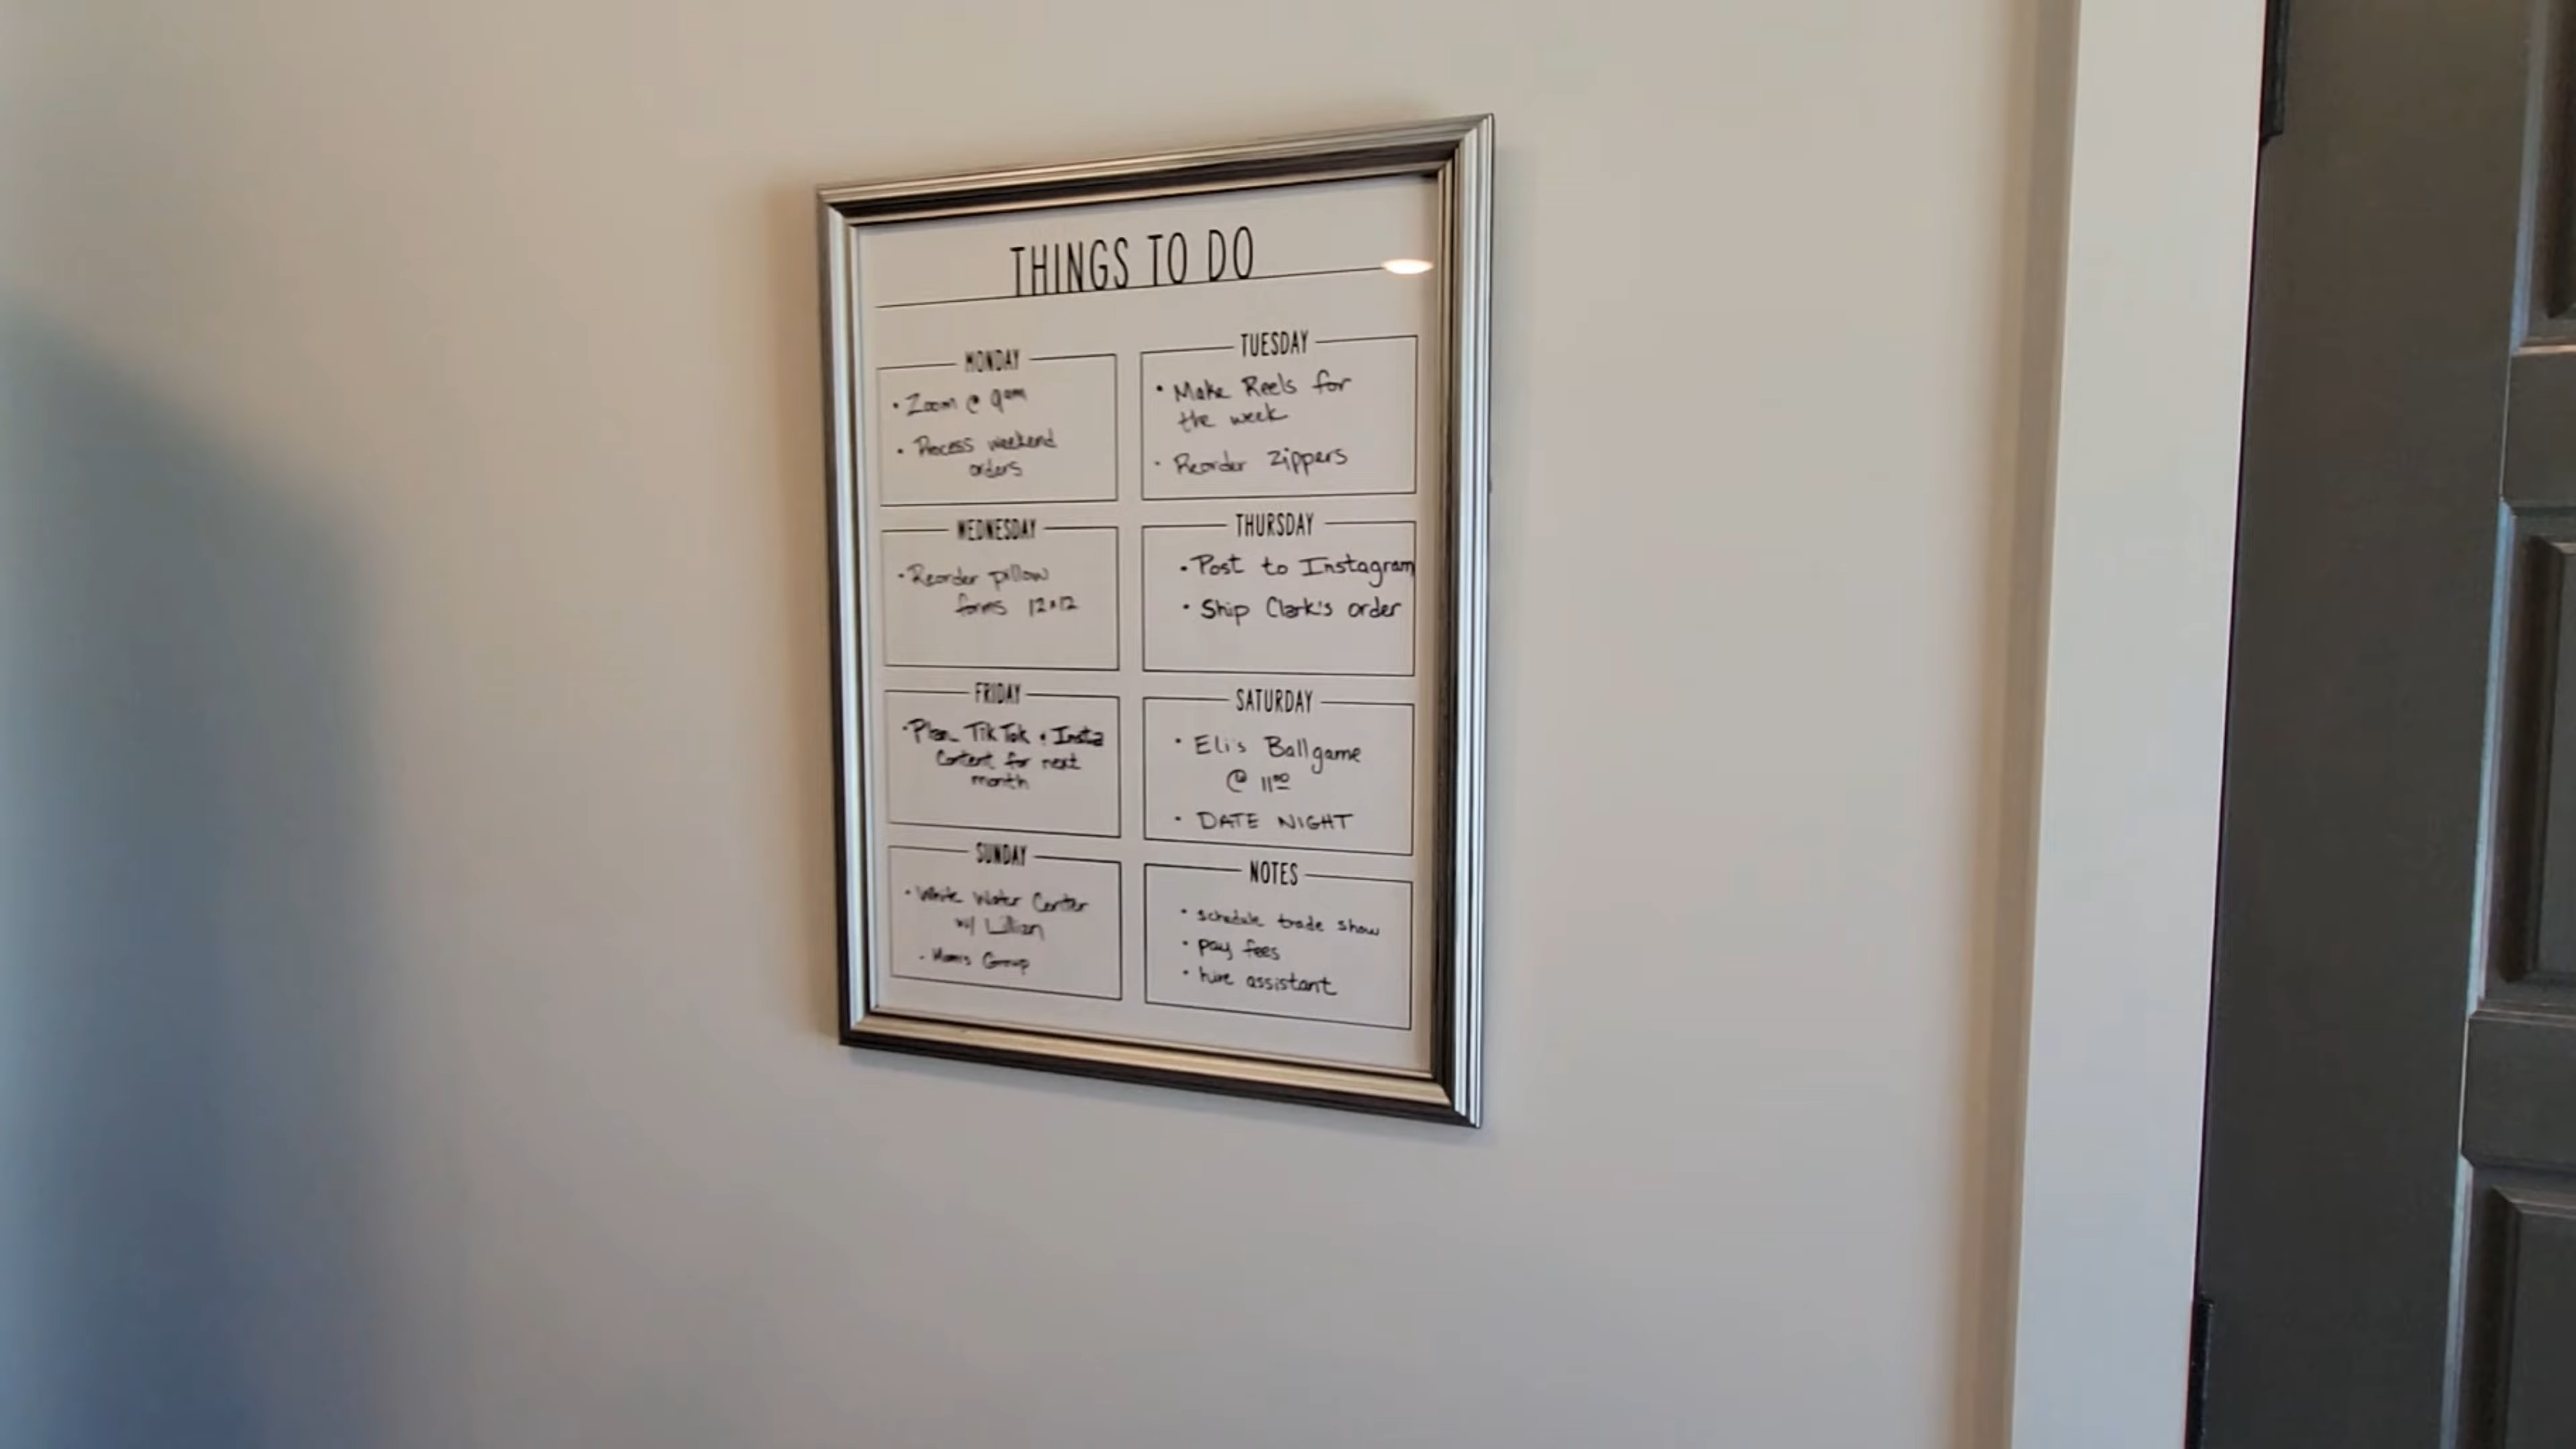 THINGS TO DO
MONDAY
• Zoom @ 9am
• Process weekend
orders
TUESDAY
• Make Reels for
the week
• Reorder Zippers
WEDNESDAY
• Reorder pillow
forms 12x12
THURSDAY
• Post to Instagram
• Ship Clark's order
FRIDAY
• Plan TikTok & Insta
Content for next
month
SATURDAY
• Eli's Ballgame
@ 11:00
• DATE NIGHT
SUNDAY
• White Water Center
w/ Lillian
- Moms Group
NOTES
• schedule trade show
• pay fees
• hire assistant